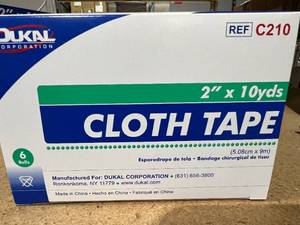 DUKAL
CORPORATION
REF C210
2" x 10yds
CLOTH TAPE
(5.08cm x 9m)
Esparadrapo de tela • Bandage chirurgical de tissu
6
Rolls
Manufactured For: DUKAL CORPORATION • (631) 656-3800
Ronkonkoma, NY 11779 • www.dukal.com
Made in China • Hecho en China • Fabriqué en China